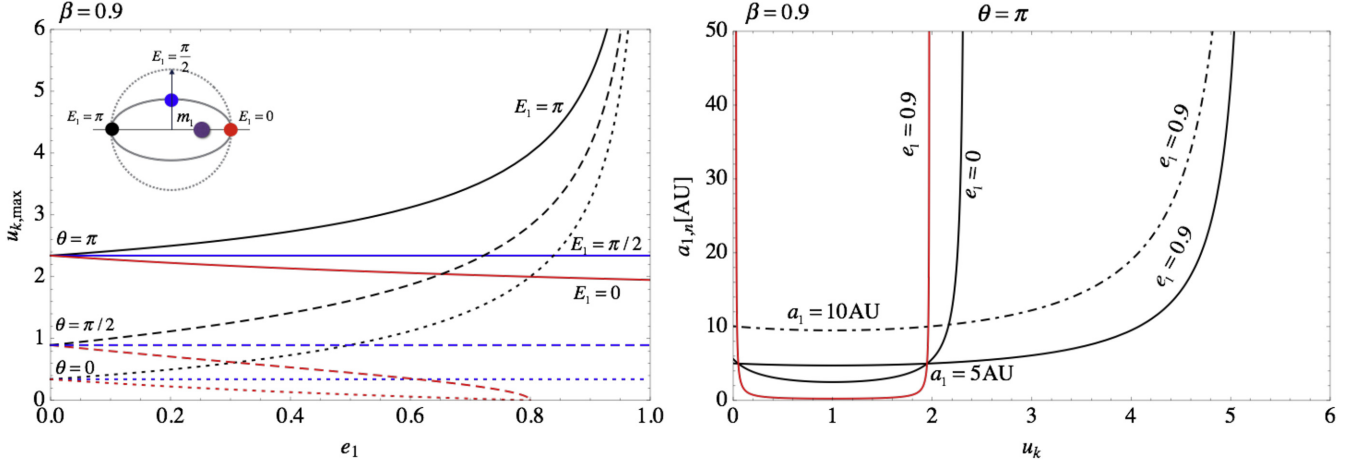 β = 0.9
6
5
4
3
2
1
0
u_{k,max}
E₁ = π/2
E₁ = π
m₁
E₁ = 0
E₁ = π
θ = π
E₁ = π / 2
E₁ = 0
θ = π / 2
θ = 0
0.0 0.2 0.4 0.6 0.8 1.0
e₁
β = 0.9 θ = π
50
40
30
20
10
0
a_{1,n}[AU]
e₁ = 0.9
e₁ = 0
e₁ = 0.9
e₁ = 0.9
a₁ = 10AU
a₁ = 5AU
0 1 2 3 4 5 6
u_k